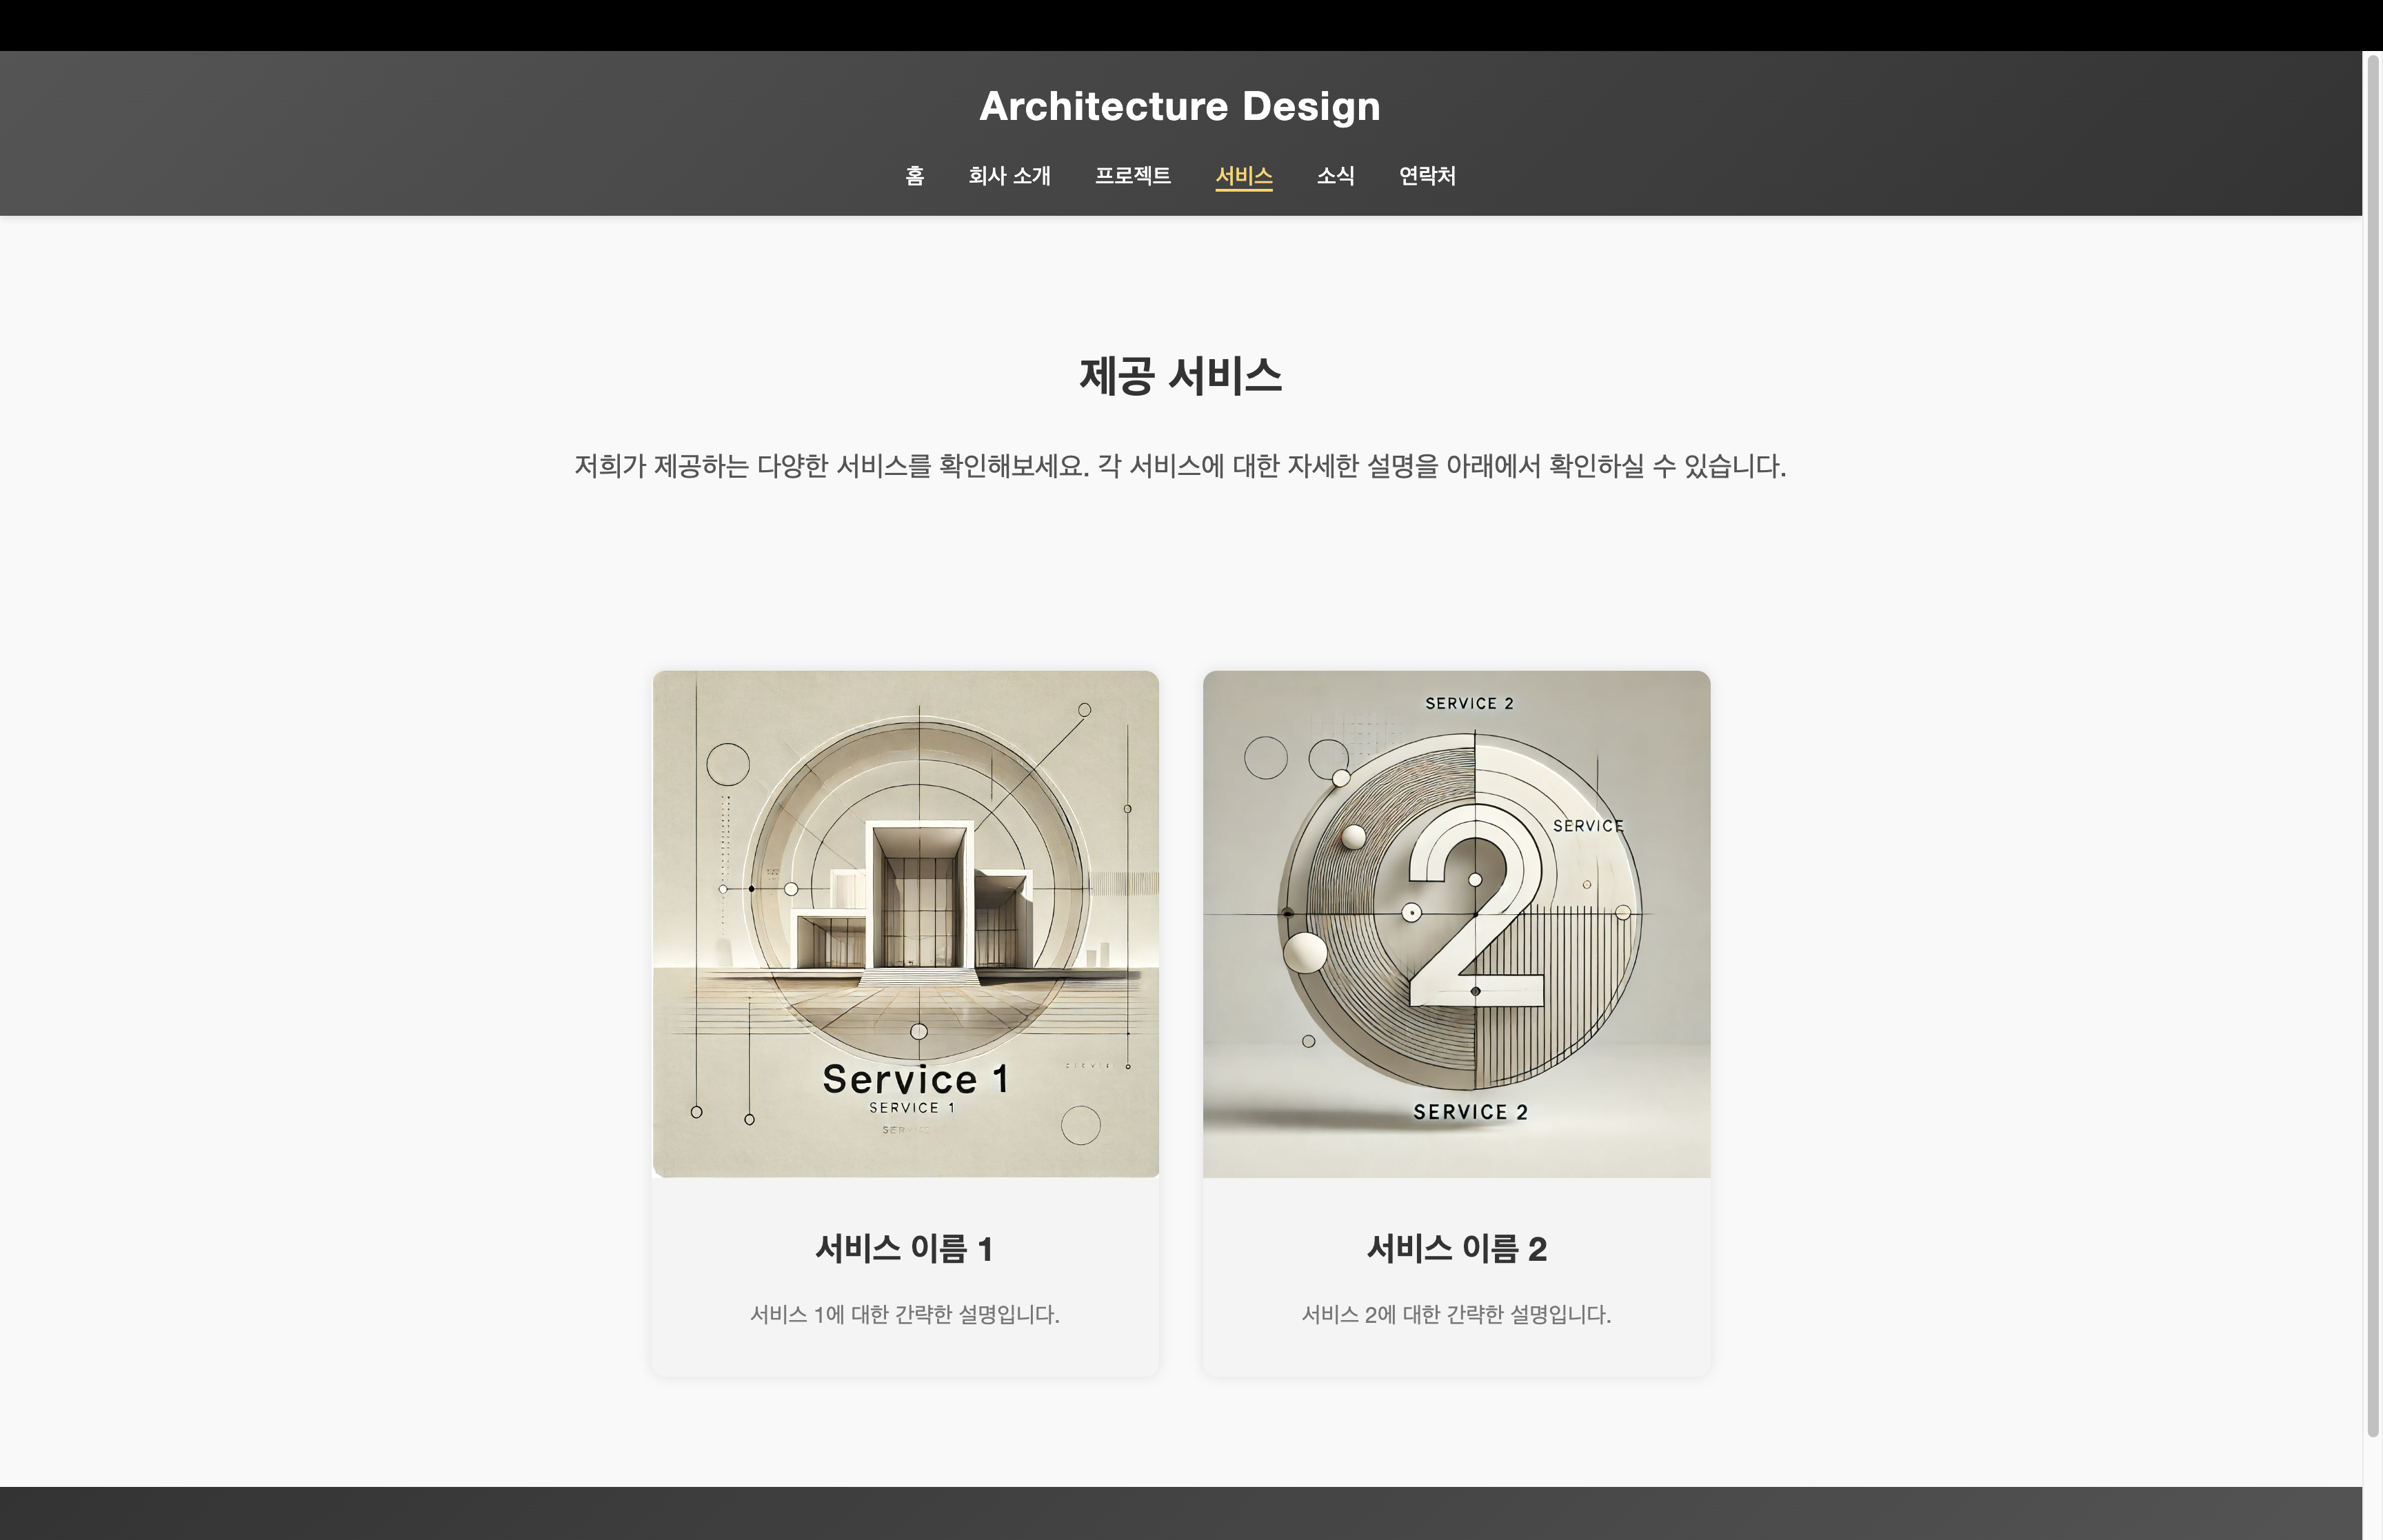 Architecture Design
홈 회사 소개 프로젝트 서비스 소식 연락처
제공 서비스
저희가 제공하는 다양한 서비스를 확인해보세요. 각 서비스에 대한 자세한 설명을 아래에서 확인하실 수 있습니다.
Service 1
SERVICE 1
SERVICE 2
SERVICE
2
SERVICE 2
서비스 이름 1
서비스 1에 대한 간략한 설명입니다.
서비스 이름 2
서비스 2에 대한 간략한 설명입니다.